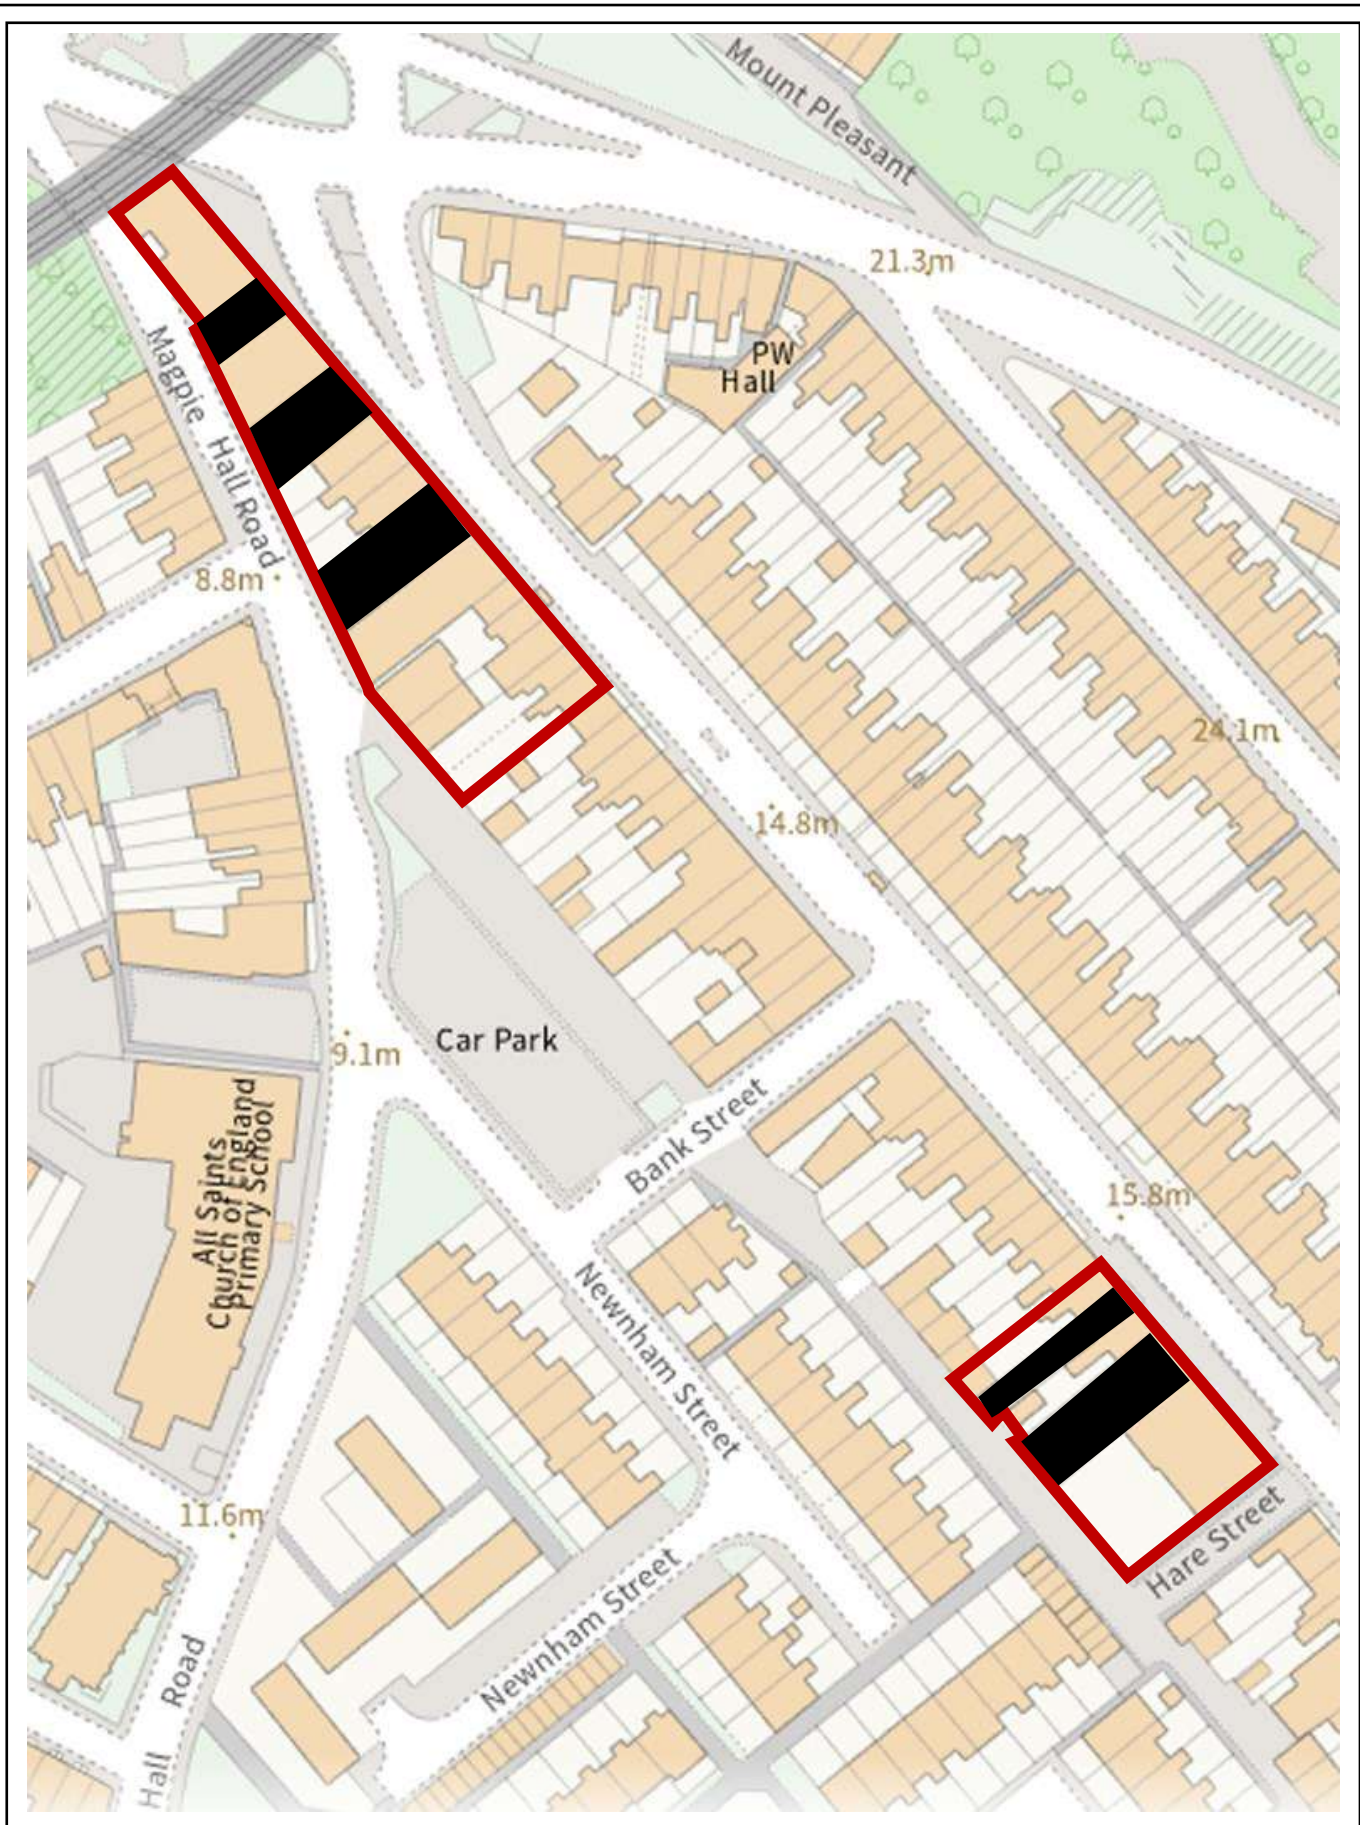 Mount Pleasant
21.3m
PW
Hall
Magpie Hall Road
8.8m
24.1m
14.8m
Car Park
9.1m
Bank Street
All Saints
Church of England
Primary School
15.8m
Newnham Street
11.6m
Hare Street
Newnham Street
Hall Road